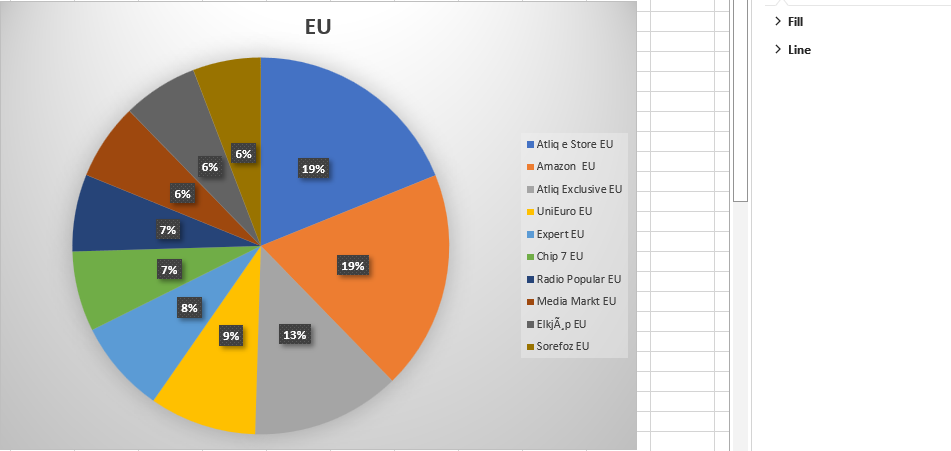 EU
19%
19%
13%
9%
8%
7%
7%
6%
6%
6%
Atliq e Store EU
Amazon  EU
Atliq Exclusive EU
UniEuro EU
Expert EU
Chip 7 EU
Radio Popular EU
Media Markt EU
ElkjÃ¸p EU
Sorefoz EU
Fill
Line